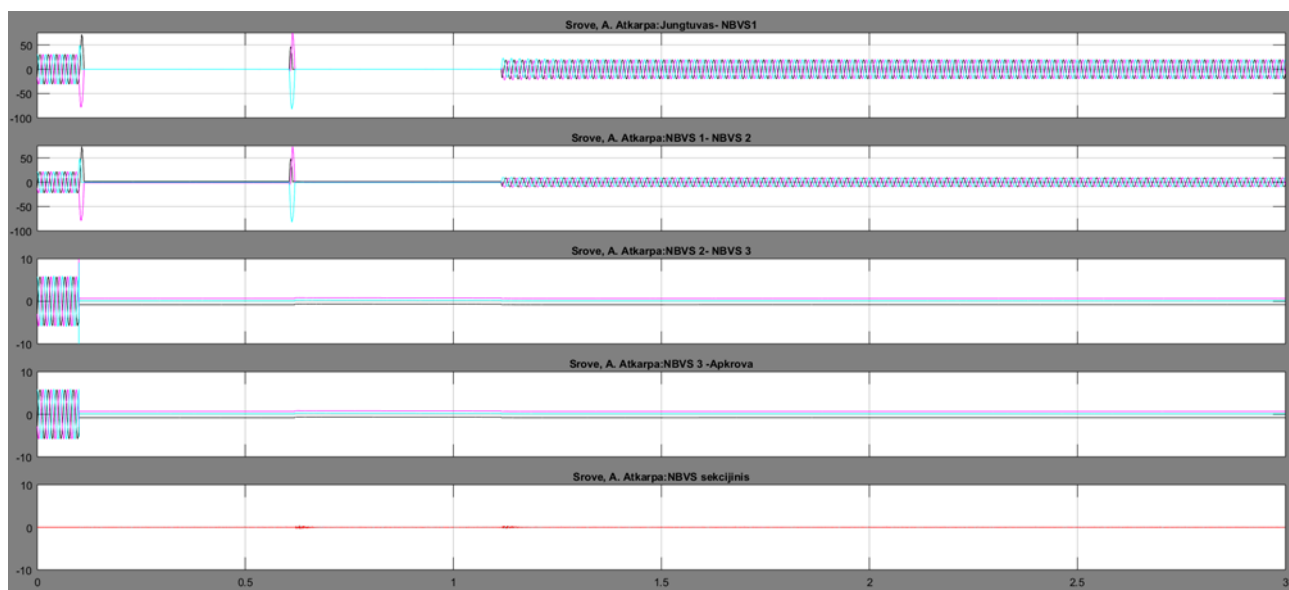 Srove, A. Atkarpa:Jungtuvas- NBVS1
50
0
-50
-100
Srove, A. Atkarpa:NBVS 1- NBVS 2
50
0
-50
-100
Srove, A. Atkarpa:NBVS 2- NBVS 3
10
0
-10
Srove, A. Atkarpa:NBVS 3 -Apkrova
10
0
-10
Srove, A. Atkarpa:NBVS sekcijinis
10
0
-10
0 0.5 1 1.5 2 2.5 3